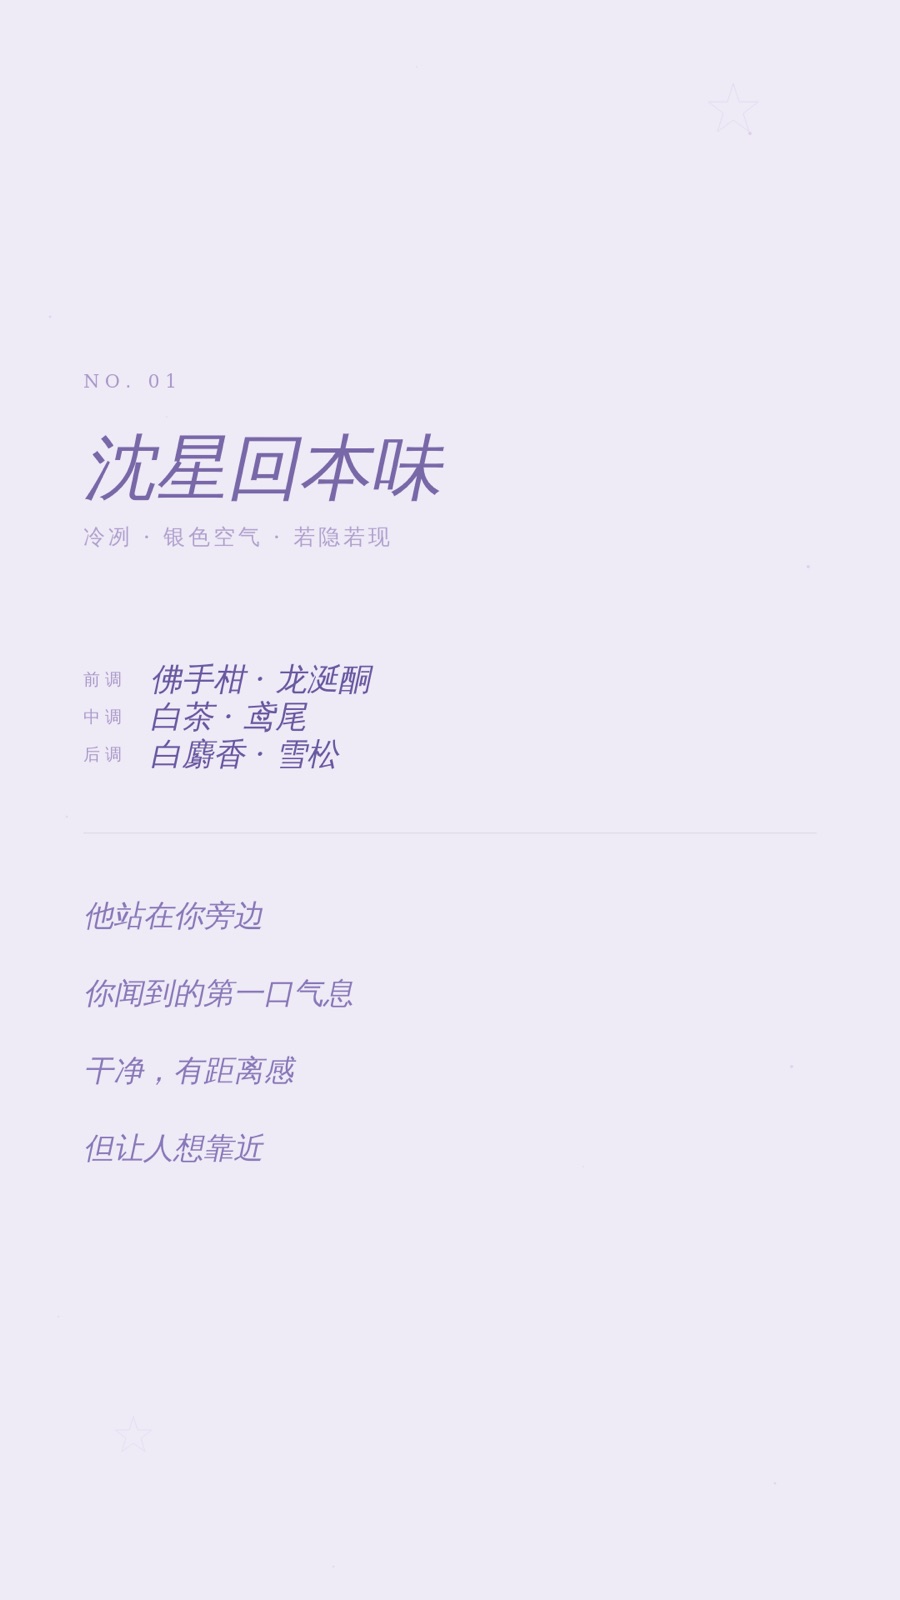 NO. 01
沈星回本味
冷冽 · 银色空气 · 若隐若现
前调 佛手柑 · 龙涎酮
中调 白茶 · 鸢尾
后调 白麝香 · 雪松
他站在你旁边
你闻到的第一口气息
干净，有距离感
但让人想靠近